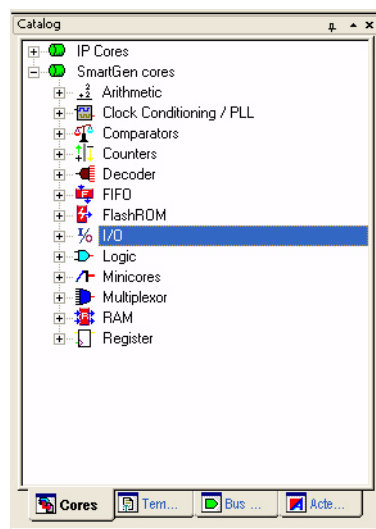 Catalog
IP Cores
SmartGen cores
Arithmetic
Clock Conditioning / PLL
Comparators
Counters
Decoder
FIFO
FlashROM
I/O
Logic
Minicores
Multiplexor
RAM
Register
Cores Tem... Bus ... Acte...